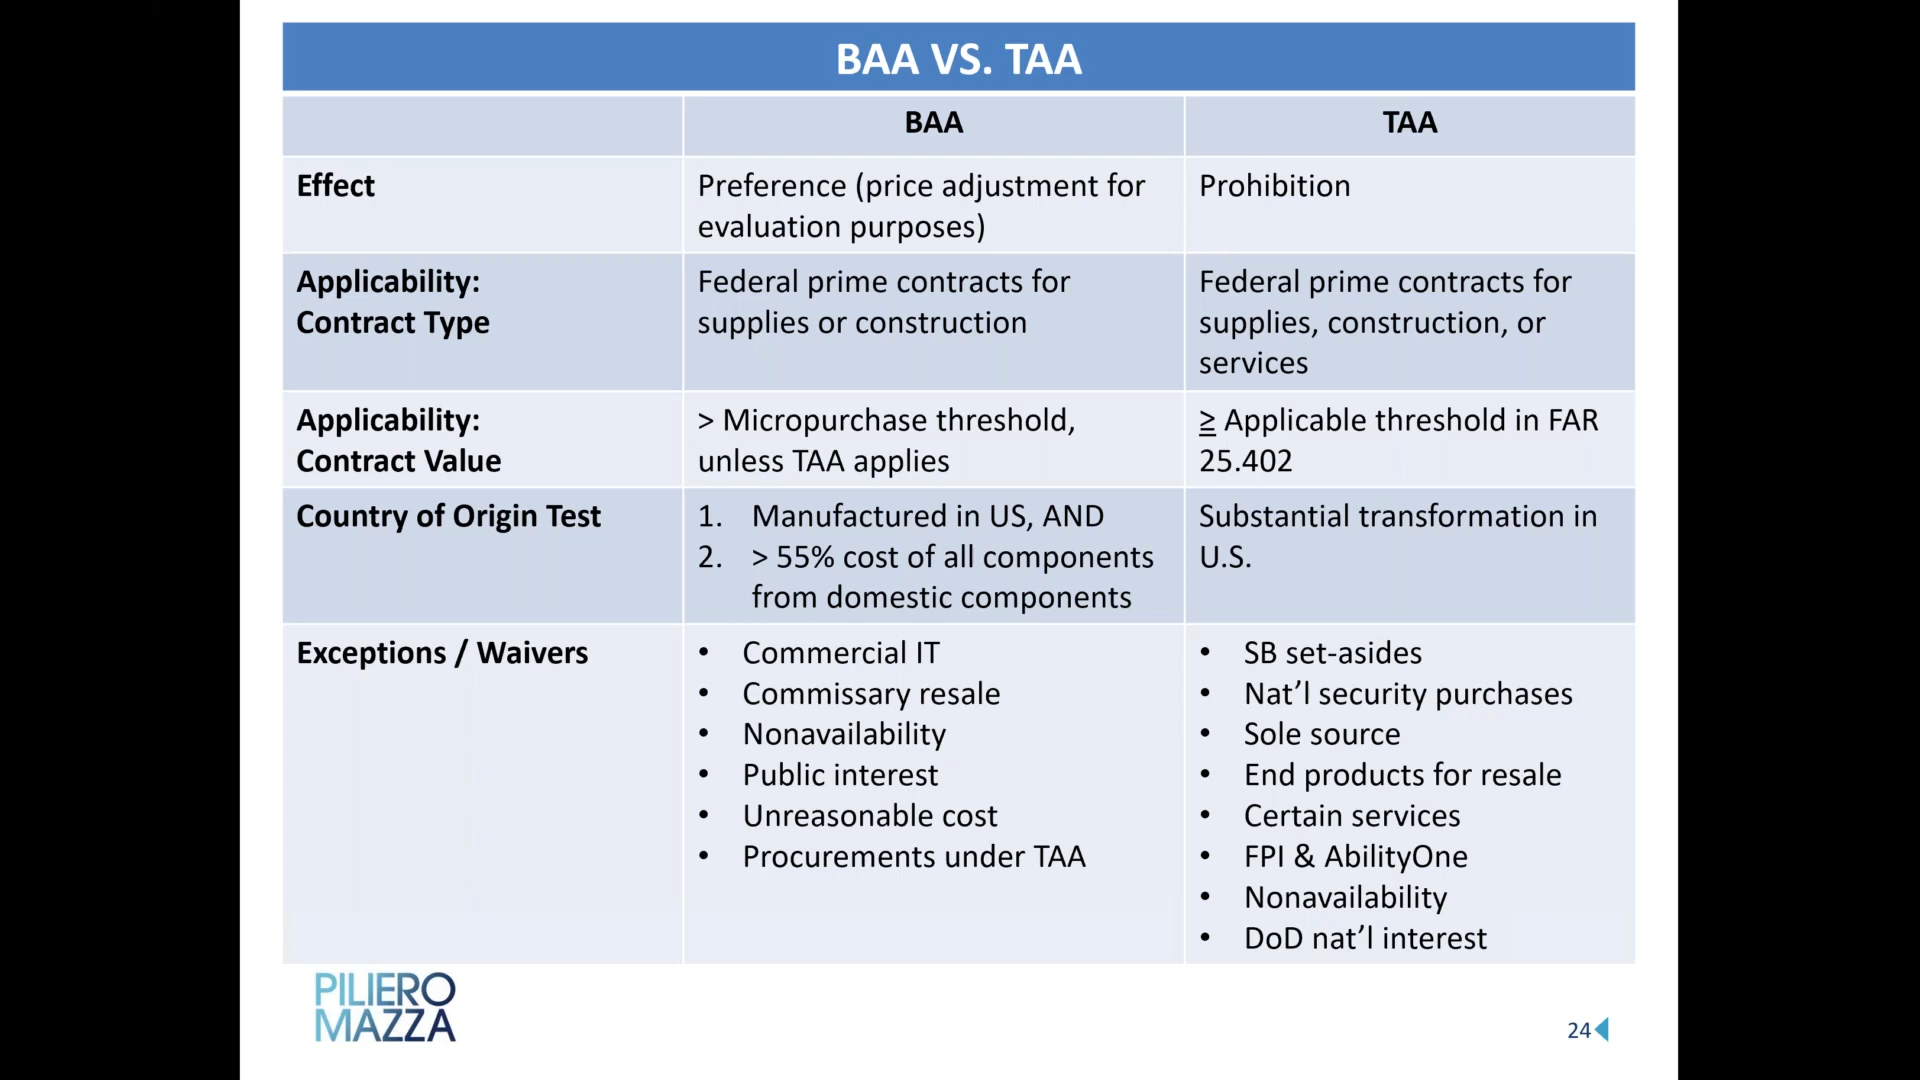 BAA VS. TAA
BAA
TAA
Effect
Preference (price adjustment for
evaluation purposes)
Prohibition
Applicability:
Contract Type
Federal prime contracts for
supplies or construction
Federal prime contracts for
supplies, construction, or
services
Applicability:
Contract Value
> Micropurchase threshold,
unless TAA applies
≥ Applicable threshold in FAR
25.402
Country of Origin Test
1. Manufactured in US, AND
2. > 55% cost of all components
from domestic components
Substantial transformation in
U.S.
Exceptions / Waivers
• Commercial IT
• Commissary resale
• Nonavailability
• Public interest
• Unreasonable cost
• Procurements under TAA
• SB set-asides
• Nat’l security purchases
• Sole source
• End products for resale
• Certain services
• FPI & AbilityOne
• Nonavailability
• DoD nat’l interest
PILIERO
MAZZA
24